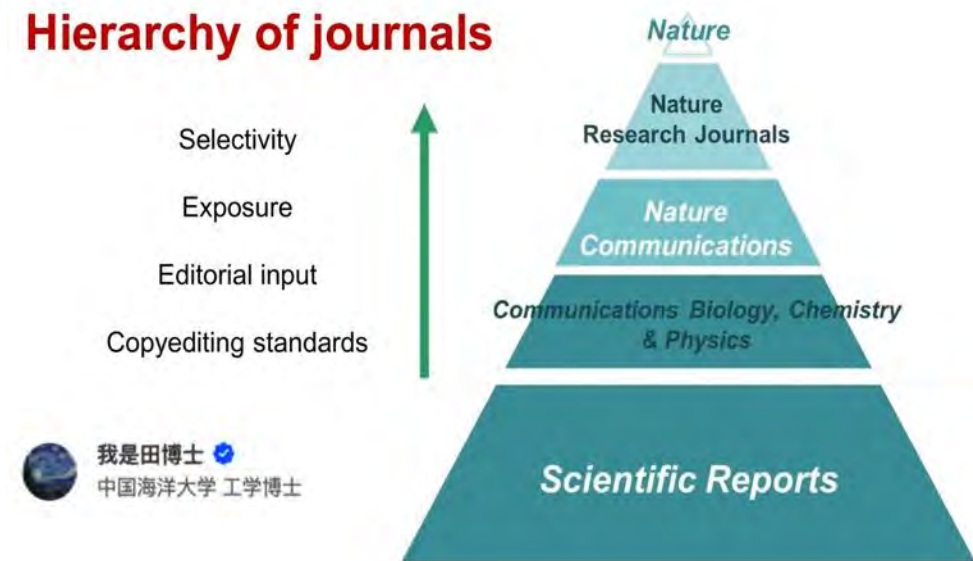 Hierarchy of journals
Selectivity
Exposure
Editorial input
Copyediting standards
Nature
Nature
Research Journals
Nature
Communications
Communications Biology, Chemistry
& Physics
Scientific Reports
我是田博士
中国海洋大学 工学博士